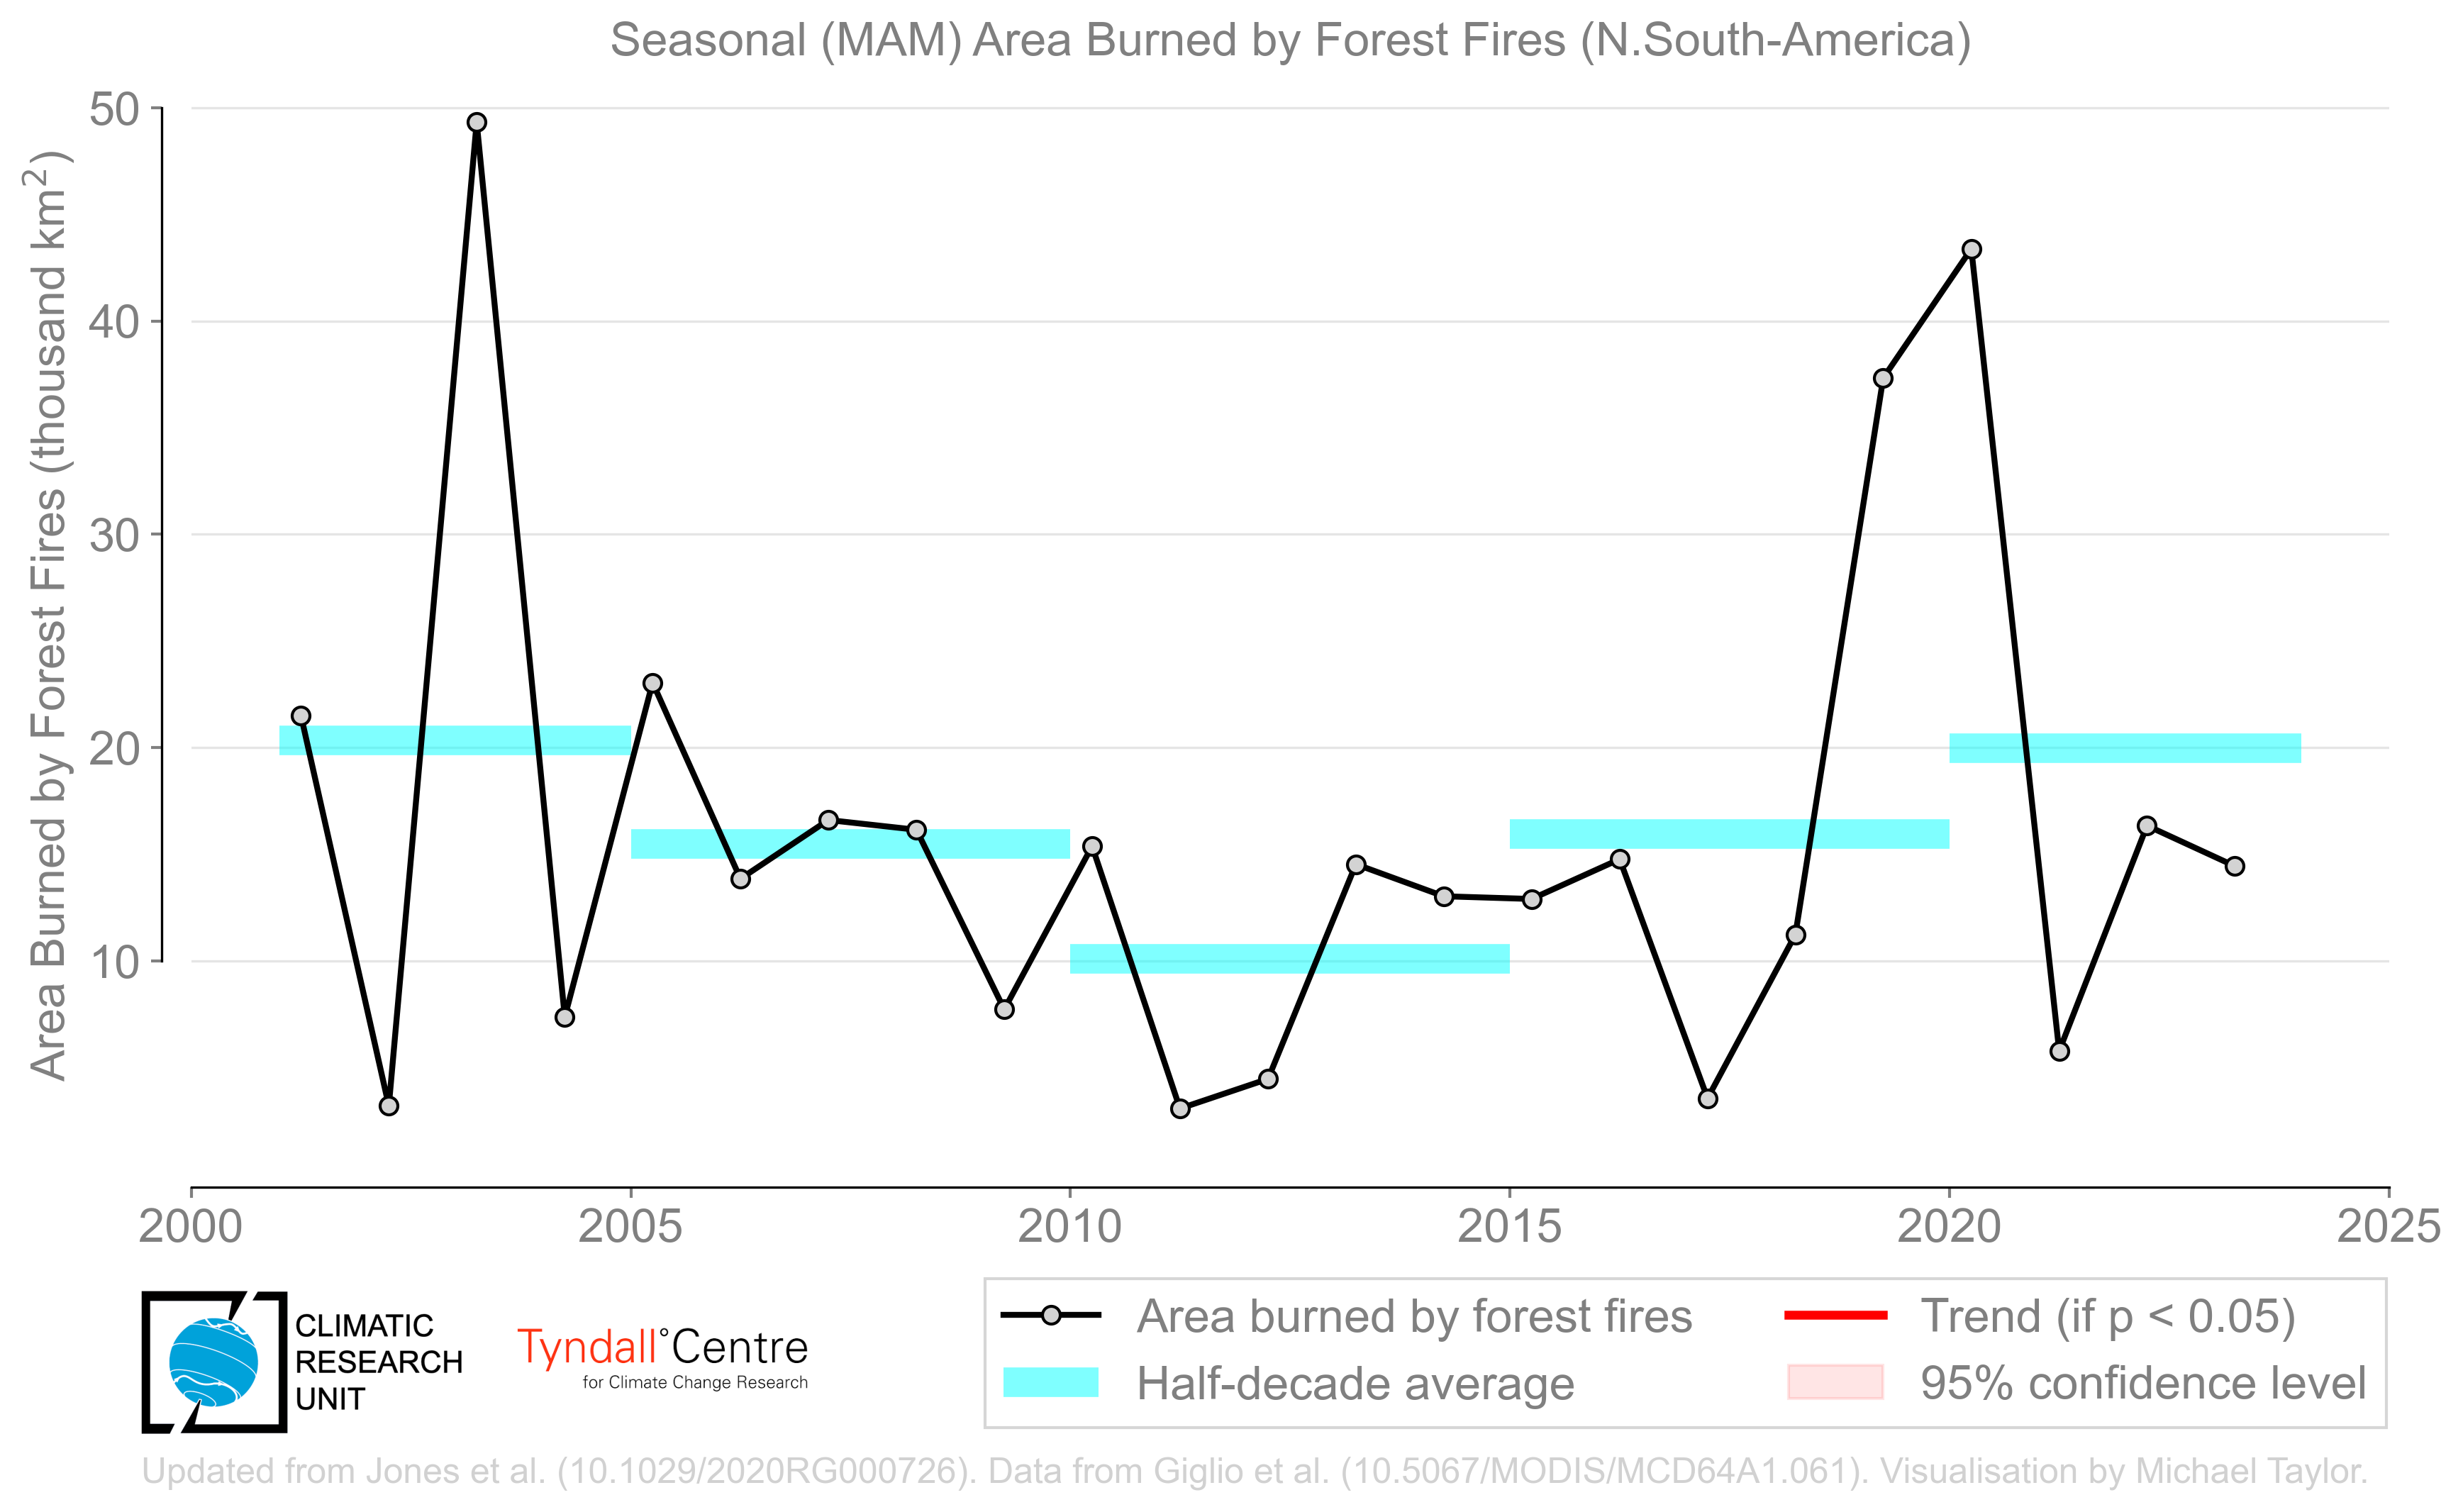 Seasonal (MAM) Area Burned by Forest Fires (N.South-America)
Area Burned by Forest Fires (thousand km²)
50
40
30
20
10
2000 2005 2010 2015 2020 2025
CLIMATIC
RESEARCH
UNIT
Tyndall°Centre
for Climate Change Research
Area burned by forest fires
Half-decade average
Trend (if p < 0.05)
95% confidence level
Updated from Jones et al. (10.1029/2020RG000726). Data from Giglio et al. (10.5067/MODIS/MCD64A1.061). Visualisation by Michael Taylor.